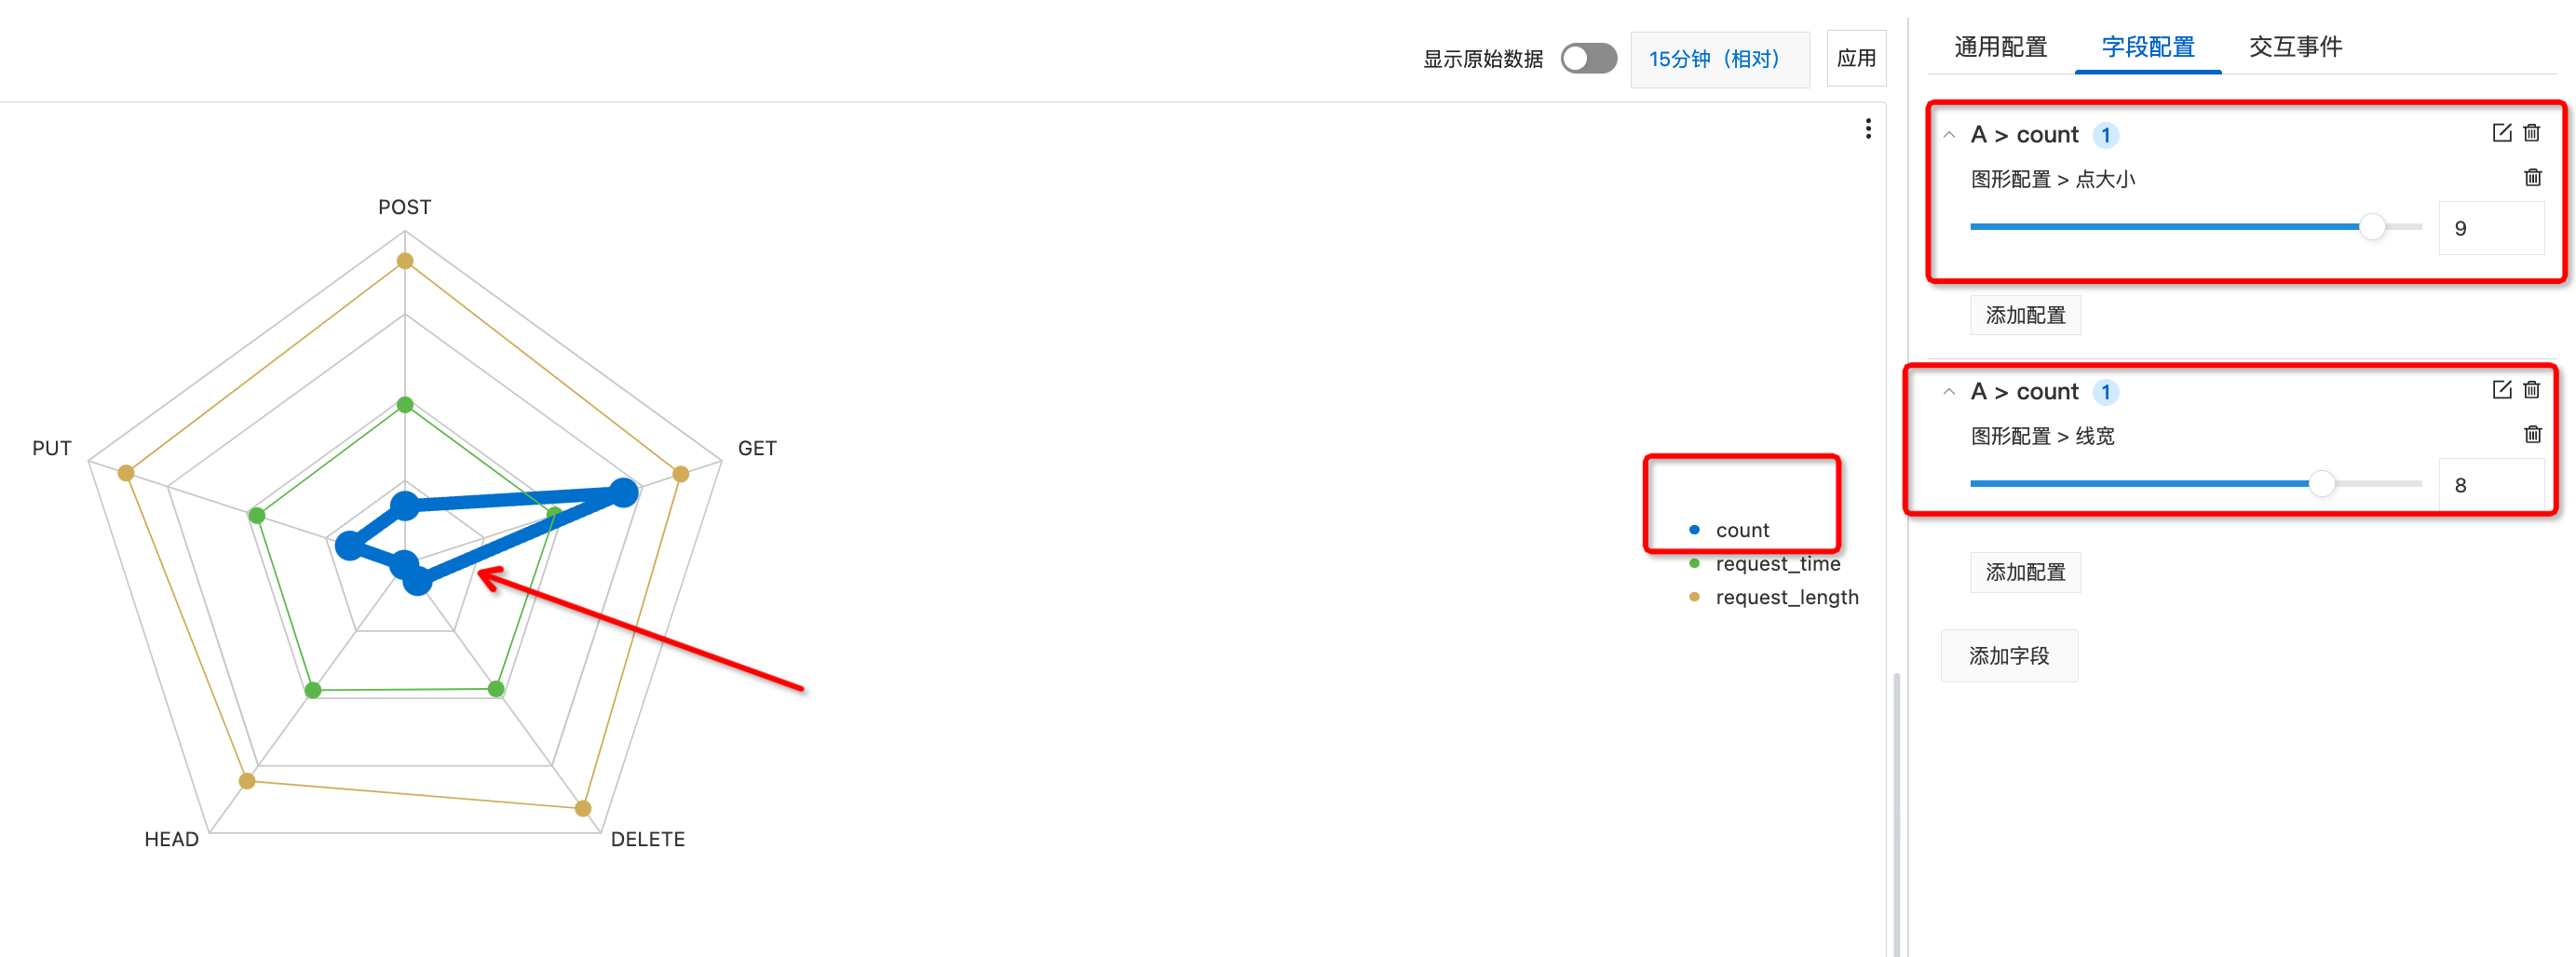 显示原始数据
15分钟（相对）
应用
POST
PUT
GET
HEAD
DELETE
count
request_time
request_length
通用配置
字段配置
交互事件
A > count 1
图形配置 > 点大小
9
添加配置
A > count 1
图形配置 > 线宽
8
添加配置
添加字段